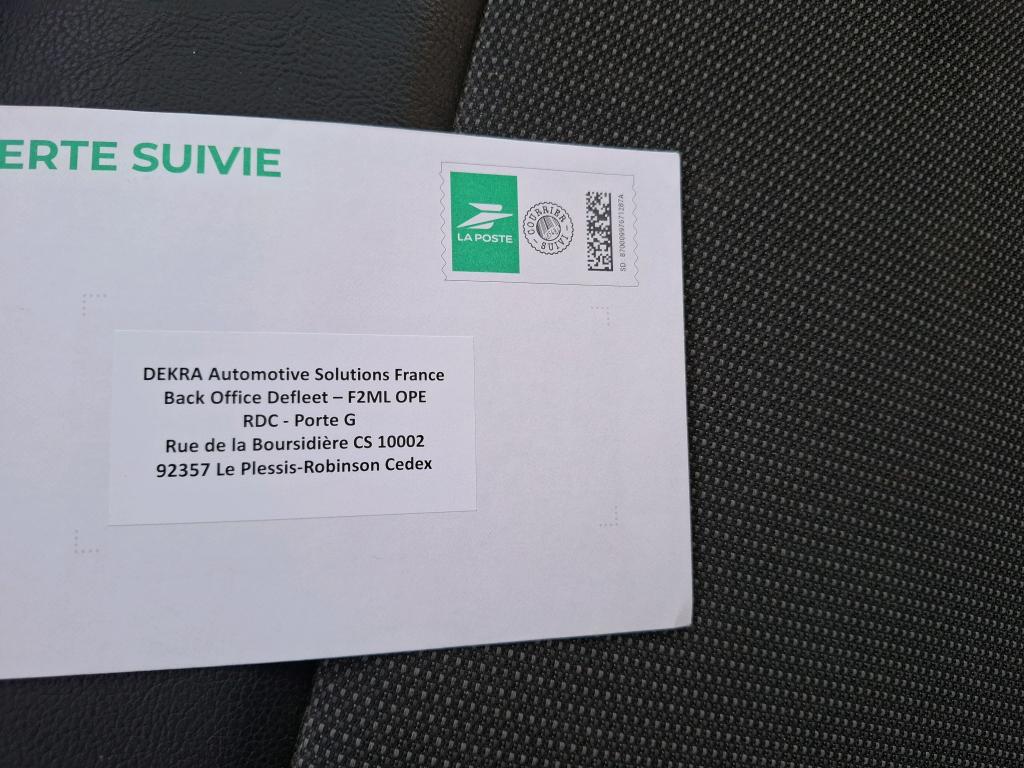 ERTE SUIVIE
LA POSTE
COURRIER
SUIVI
DEKRA Automotive Solutions France
Back Office Defleet – F2ML OPE
RDC - Porte G
Rue de la Boursidière CS 10002
92357 Le Plessis-Robinson Cedex